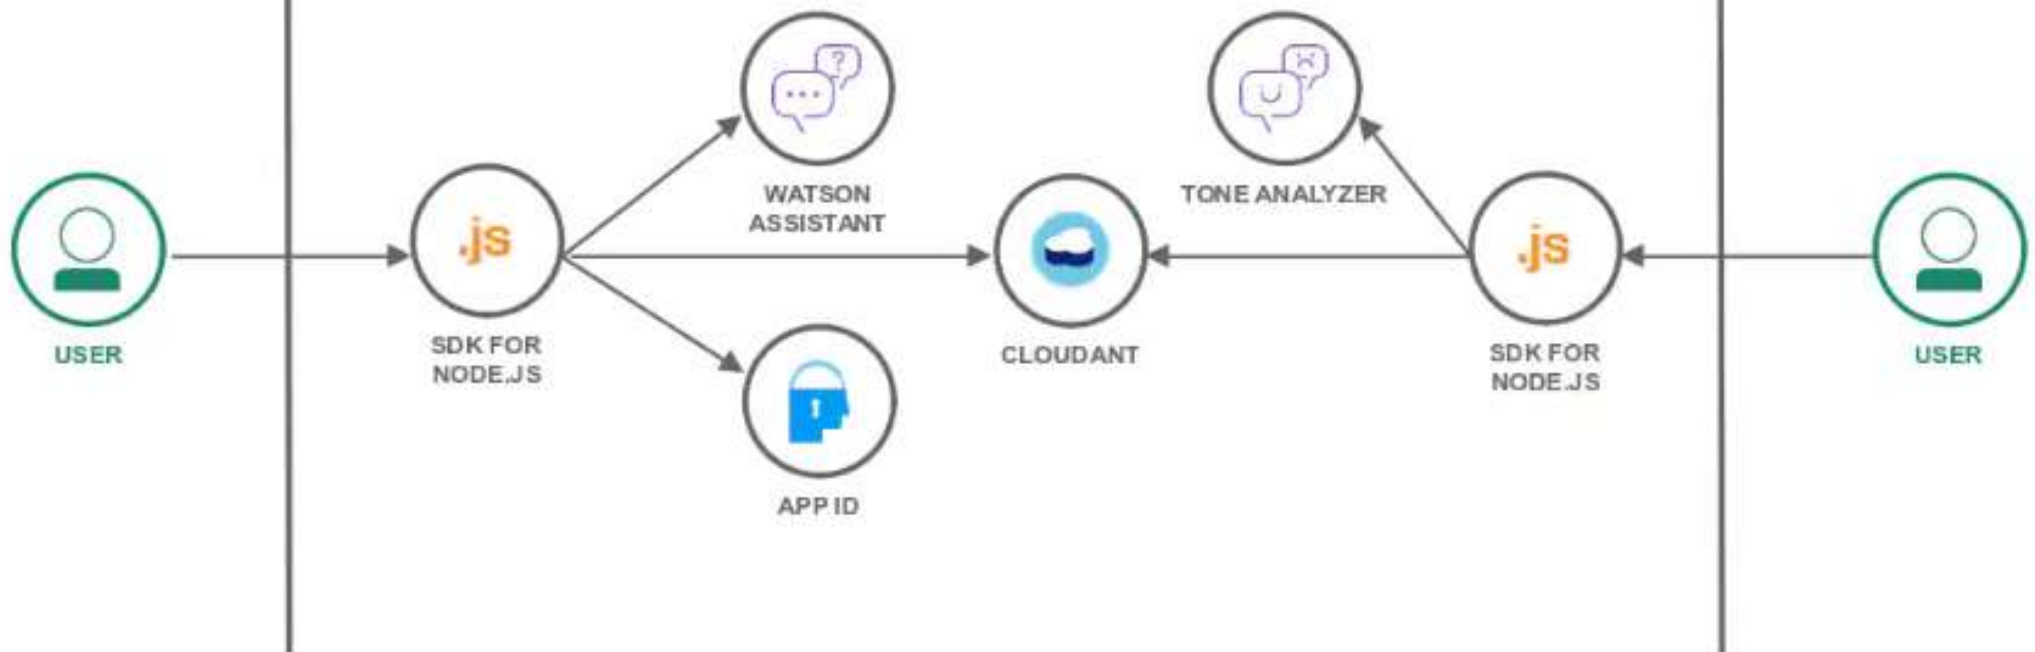 ?
WATSON
ASSISTANT
TONE ANALYZER
.js
.js
USER
SDK FOR
NODE.JS
CLOUDANT
SDK FOR
NODE.JS
USER
APP ID